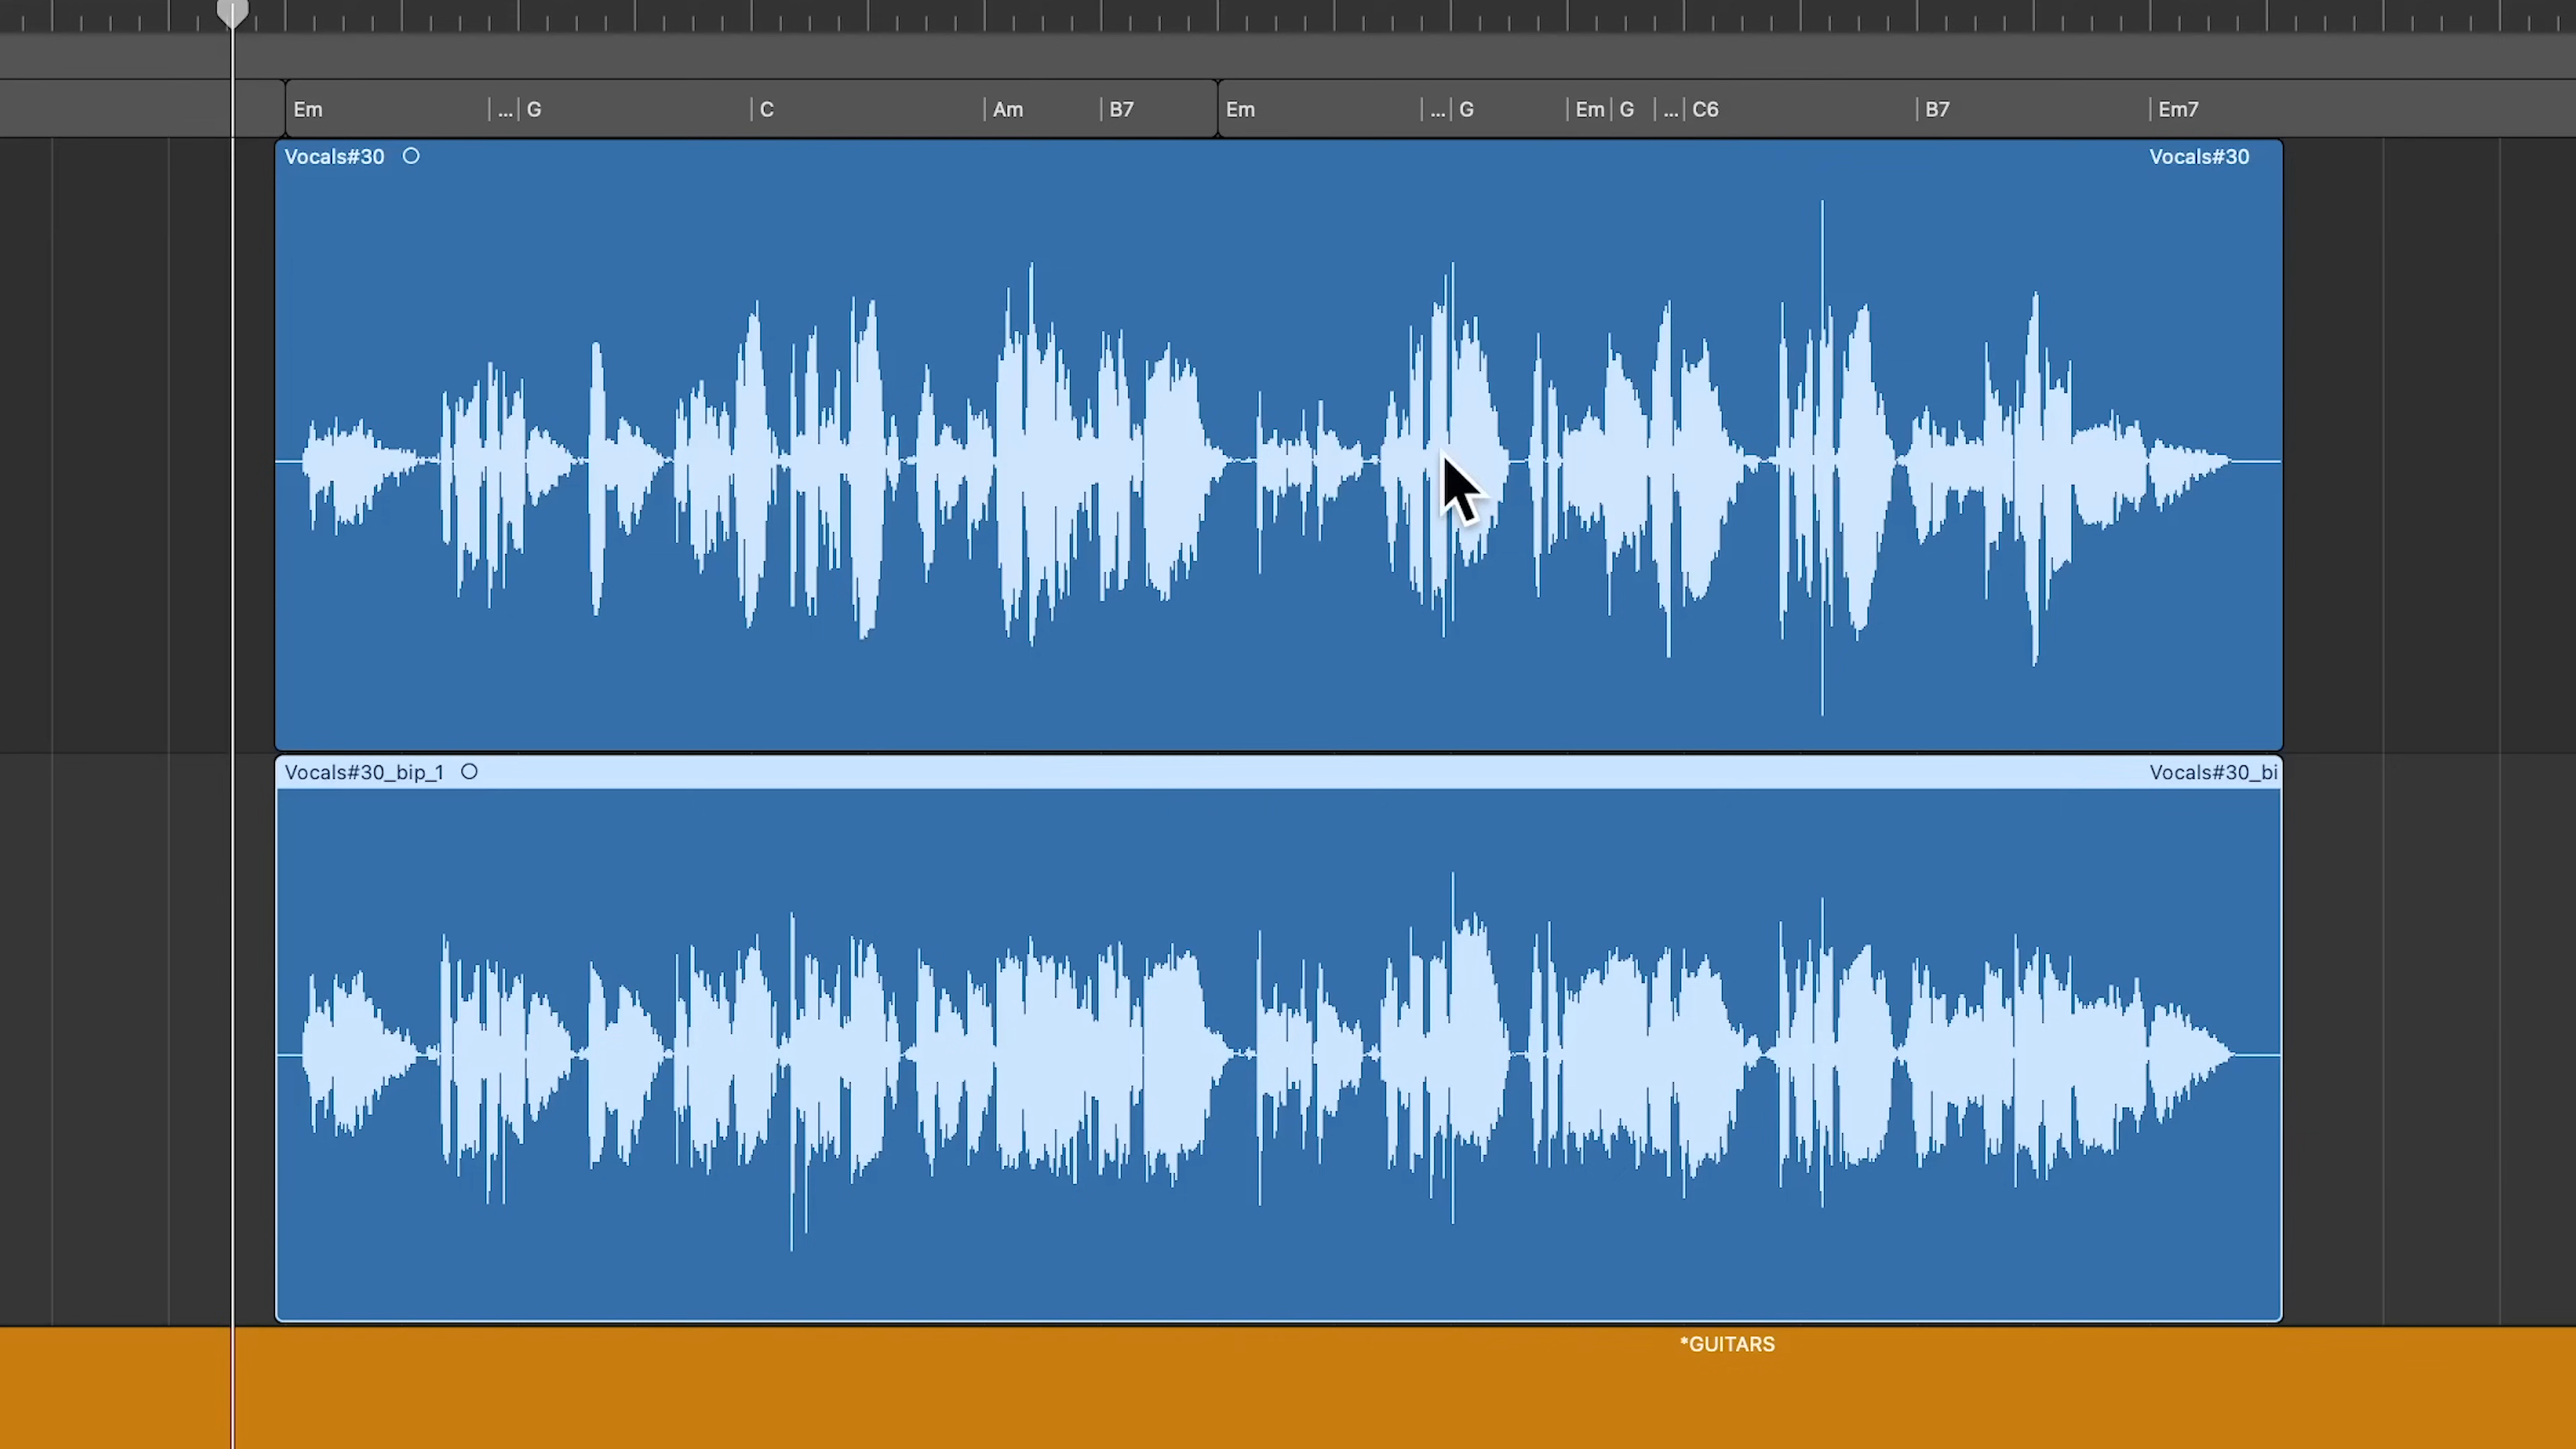 Em ... G C Am B7 Em ... G Em G ... C6 B7 Em7
Vocals#30 Vocals#30
Vocals#30_bip_1 Vocals#30_bi
*GUITARS